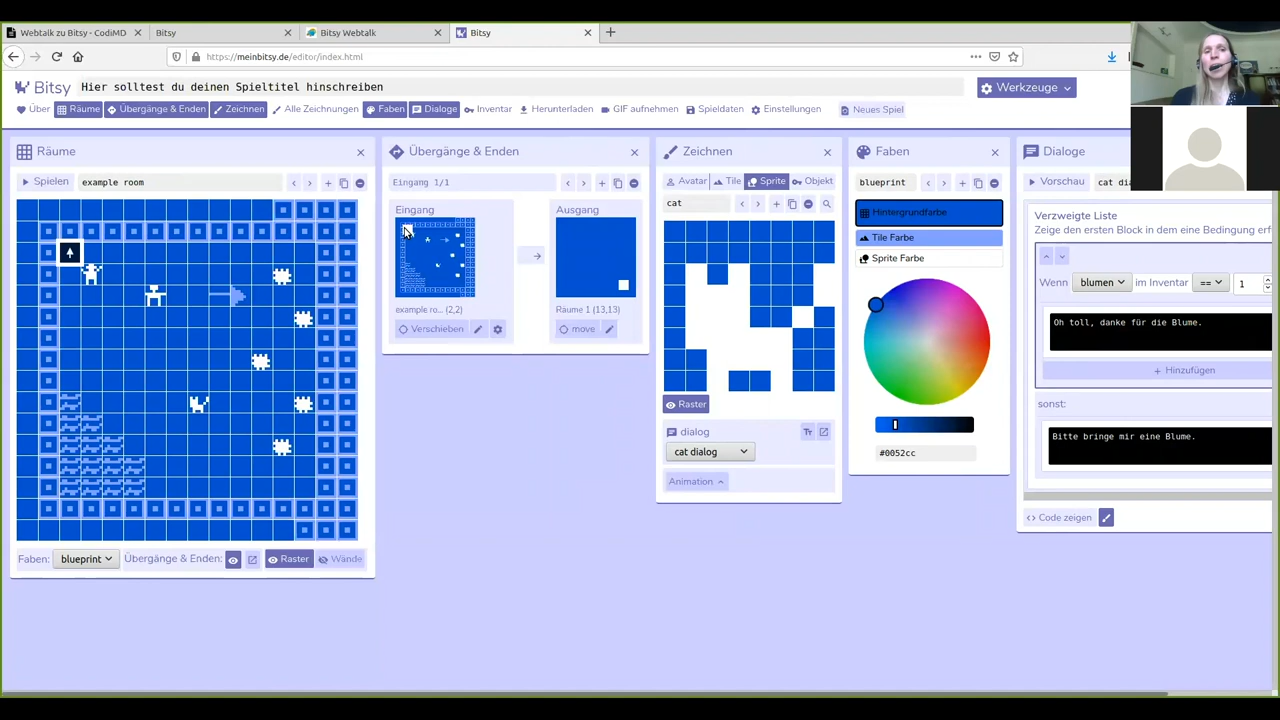 Webtalk zu Bitsy - CodiMD
Bitsy
Bitsy Webtalk
Bitsy
https://meinbitsy.de/editor/index.html
Bitsy
Hier solltest du deinen Spieltitel hinschreiben
Werkzeuge
Über
Räume
Übergänge & Enden
Zeichnen
Alle Zeichnungen
Faben
Dialoge
Inventar
Herunterladen
GIF aufnehmen
Spieldaten
Einstellungen
Neues Spiel
Räume
Spielen
example room
Faben:
blueprint
Übergänge & Enden:
Raster
Wände
Übergänge & Enden
Eingang 1/1
Eingang
Ausgang
example ro... (2,2)
Räume 1 (13,13)
Verschieben
move
Zeichnen
Avatar
Tile
Sprite
Objekt
cat
Raster
dialog
Tr
cat dialog
Animation
Faben
blueprint
Hintergrundfarbe
Tile Farbe
Sprite Farbe
#0052cc
Dialoge
Vorschau
cat dia
Verzweigte Liste
Zeige den ersten Block in dem eine Bedingung erf
Wenn
blumen
im Inventar
==
1
Oh toll, danke für die Blume.
+ Hinzufügen
sonst:
Bitte bringe mir eine Blume.
Code zeigen